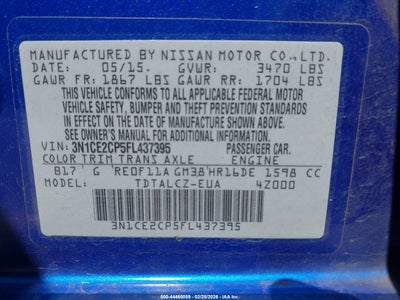 MANUFACTURED BY NISSAN MOTOR CO., LTD.
DATE: 05/15. GVWR: 3470 LBS
GAWR FR: 1867 LBS GAWR RR: 1704 LBS
THIS VEHICLE CONFORMS TO ALL APPLICABLE FEDERAL MOTOR
VEHICLE SAFETY, BUMPER AND THEFT PREVENTION STANDARDS
IN EFFECT ON THE DATE OF MANUFACTURE SHOWN ABOVE.
SEE OWNER'S MANUAL FOR ADDITIONAL INFORMATION.
VIN: 3N1CE2CP5FL437395 PASSENGER CAR.
COLOR TRIM TRANS AXLE ENGINE
B17 G RE0F11A GM38 HR16DE 1598 CC
MODEL: TDTALCZ-EUA 4Z000
3N1CE2CP5FL437395
500-44460059 - 02/25/2026 - IAA, Inc.